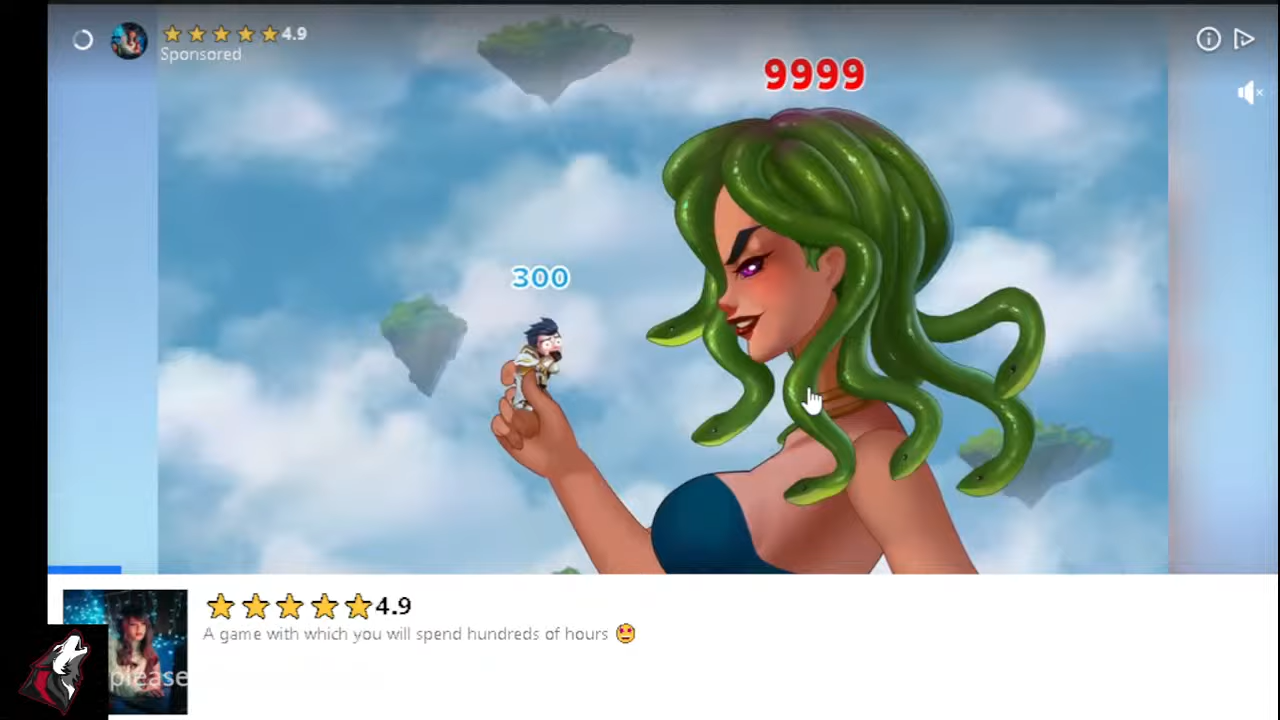 4.9
Sponsored
9999
300
4.9
A game with which you will spend hundreds of hours 🤩
please